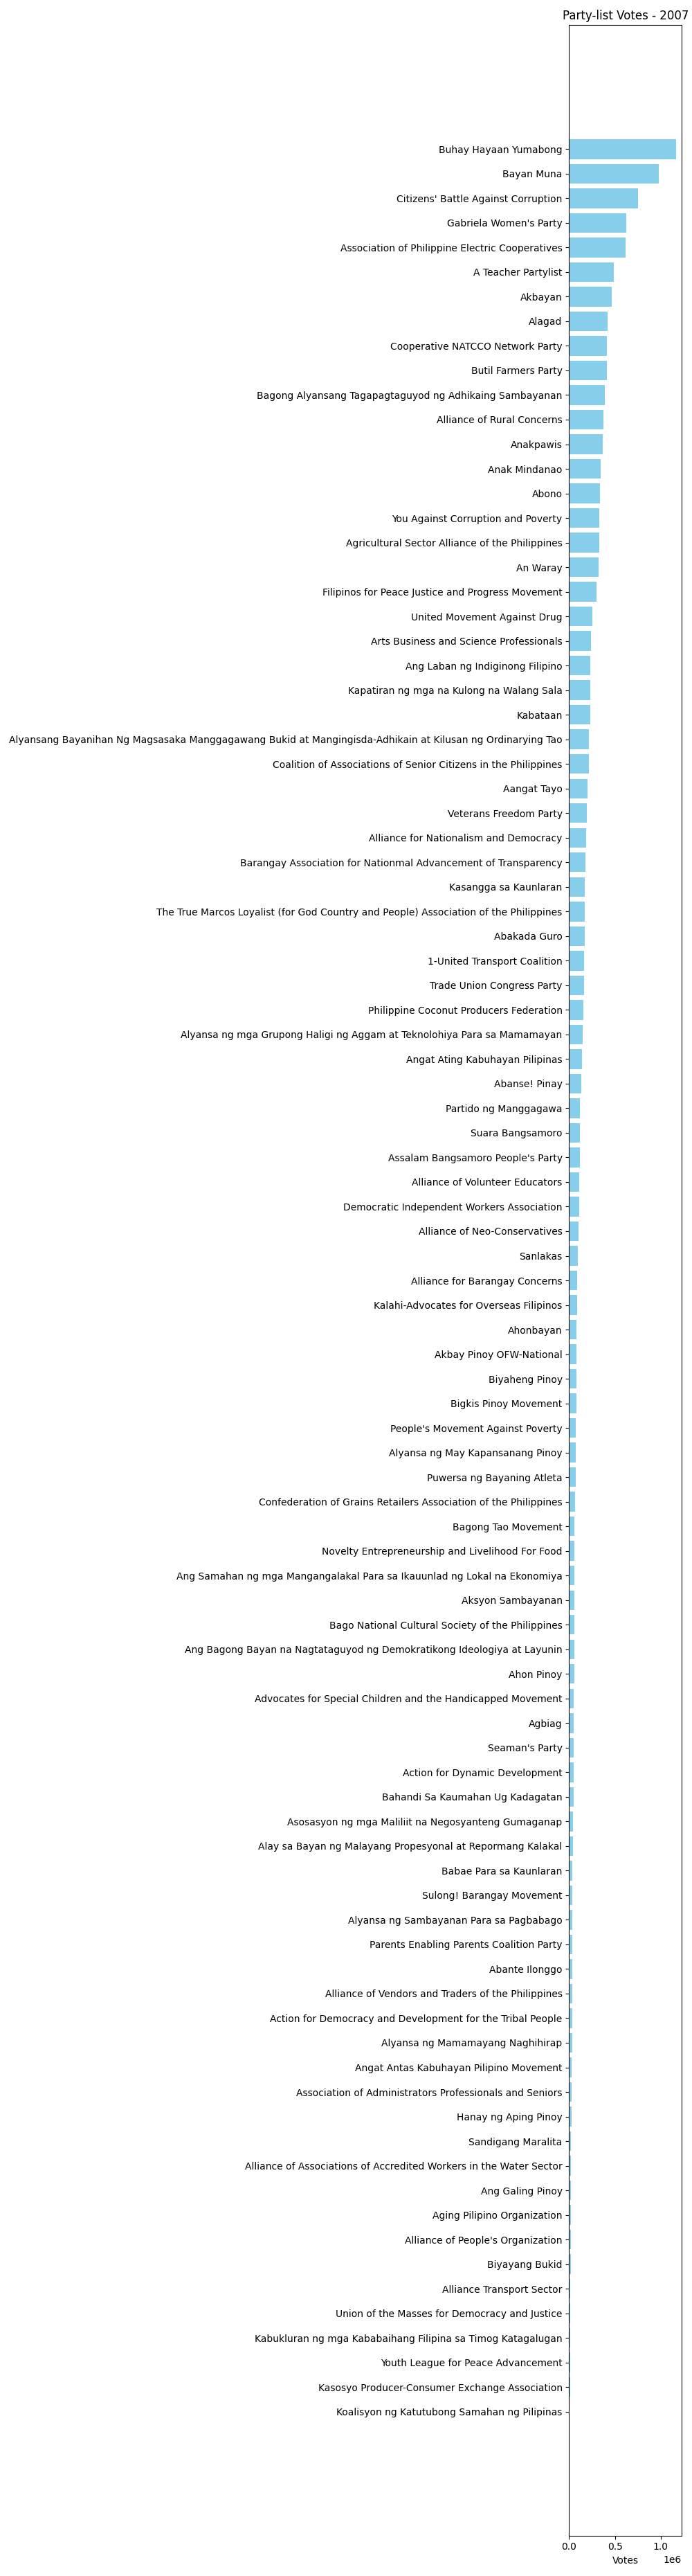 Party-list Votes - 2007
Buhay Hayaan Yumabong
Bayan Muna
Citizens' Battle Against Corruption
Gabriela Women's Party
Association of Philippine Electric Cooperatives
A Teacher Partylist
Akbayan
Alagad
Cooperative NATCCO Network Party
Butil Farmers Party
Bagong Alyansang Tagapagtaguyod ng Adhikaing Sambayanan
Alliance of Rural Concerns
Anakpawis
Anak Mindanao
Abono
You Against Corruption and Poverty
Agricultural Sector Alliance of the Philippines
An Waray
Filipinos for Peace Justice and Progress Movement
United Movement Against Drug
Arts Business and Science Professionals
Ang Laban ng Indiginong Filipino
Kapatiran ng mga na Kulong na Walang Sala
Kabataan
Alyansang Bayanihan Ng Magsasaka Manggagawang Bukid at Mangingisda-Adhikain at Kilusan ng Ordinarying Tao
Coalition of Associations of Senior Citizens in the Philippines
Aangat Tayo
Veterans Freedom Party
Alliance for Nationalism and Democracy
Barangay Association for Nationmal Advancement of Transparency
Kasangga sa Kaunlaran
The True Marcos Loyalist (for God Country and People) Association of the Philippines
Abakada Guro
1-United Transport Coalition
Trade Union Congress Party
Philippine Coconut Producers Federation
Alyansa ng mga Grupong Haligi ng Aggam at Teknolohiya Para sa Mamamayan
Angat Ating Kabuhayan Pilipinas
Abanse! Pinay
Partido ng Manggagawa
Suara Bangsamoro
Assalam Bangsamoro People's Party
Alliance of Volunteer Educators
Democratic Independent Workers Association
Alliance of Neo-Conservatives
Sanlakas
Alliance for Barangay Concerns
Kalahi-Advocates for Overseas Filipinos
Ahonbayan
Akbay Pinoy OFW-National
Biyaheng Pinoy
Bigkis Pinoy Movement
People's Movement Against Poverty
Alyansa ng May Kapansanang Pinoy
Puwersa ng Bayaning Atleta
Confederation of Grains Retailers Association of the Philippines
Bagong Tao Movement
Novelty Entrepreneurship and Livelihood For Food
Ang Samahan ng mga Mangangalakal Para sa Ikauunlad ng Lokal na Ekonomiya
Aksyon Sambayanan
Bago National Cultural Society of the Philippines
Ang Bagong Bayan na Nagtataguyod ng Demokratikong Ideologiya at Layunin
Ahon Pinoy
Advocates for Special Children and the Handicapped Movement
Agbiag
Seaman's Party
Action for Dynamic Development
Bahandi Sa Kaumahan Ug Kadagatan
Asosasyon ng mga Maliliit na Negosyanteng Gumaganap
Alay sa Bayan ng Malayang Propesyonal at Repormang Kalakal
Babae Para sa Kaunlaran
Sulong! Barangay Movement
Alyansa ng Sambayanan Para sa Pagbabago
Parents Enabling Parents Coalition Party
Abante Ilonggo
Alliance of Vendors and Traders of the Philippines
Action for Democracy and Development for the Tribal People
Alyansa ng Mamamayang Naghihirap
Angat Antas Kabuhayan Pilipino Movement
Association of Administrators Professionals and Seniors
Hanay ng Aping Pinoy
Sandigang Maralita
Alliance of Associations of Accredited Workers in the Water Sector
Ang Galing Pinoy
Aging Pilipino Organization
Alliance of People's Organization
Biyayang Bukid
Alliance Transport Sector
Union of the Masses for Democracy and Justice
Kabukluran ng mga Kababaihang Filipina sa Timog Katagalugan
Youth League for Peace Advancement
Kasosyo Producer-Consumer Exchange Association
Koalisyon ng Katutubong Samahan ng Pilipinas
0.0 0.5 1.0
1e6
Votes